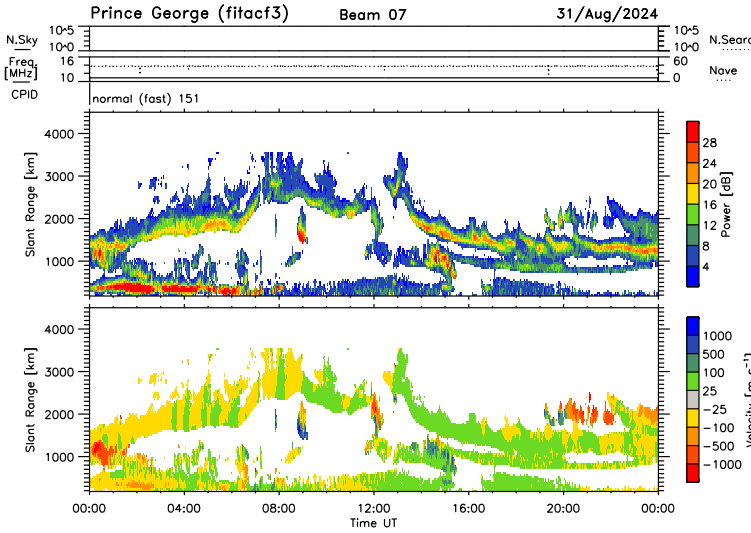 Prince George (fitacf3) Beam 07 31/Aug/2024
N.Sky 10^5 10^0 10^5 10^0 N.Sear
Freq. [MHz] 16 10 60 0 Nave
CPID normal (fast) 151
Slant Range [km] 4000 3000 2000 1000
Power [dB] 28 24 20 16 12 8 4
Slant Range [km] 4000 3000 2000 1000
Velocity [m s^-1] 1000 500 100 25 -25 -100 -500 -1000
00:00 04:00 08:00 12:00 16:00 20:00 00:00
Time UT